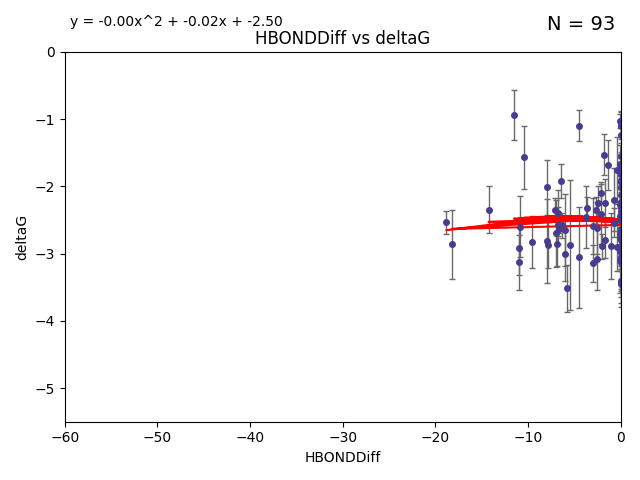 y = -0.00x^2 + -0.02x + -2.50
N = 93
HBONDDiff vs deltaG
0
−1
−2
−3
−4
−5
deltaG
−60 −50 −40 −30 −20 −10 0
HBONDDiff